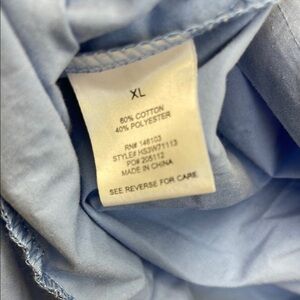 XL
60% COTTON
40% POLYESTER
RN# 146103
STYLE# HS3W71113
PO# 205112
MADE IN CHINA
SEE REVERSE FOR CARE